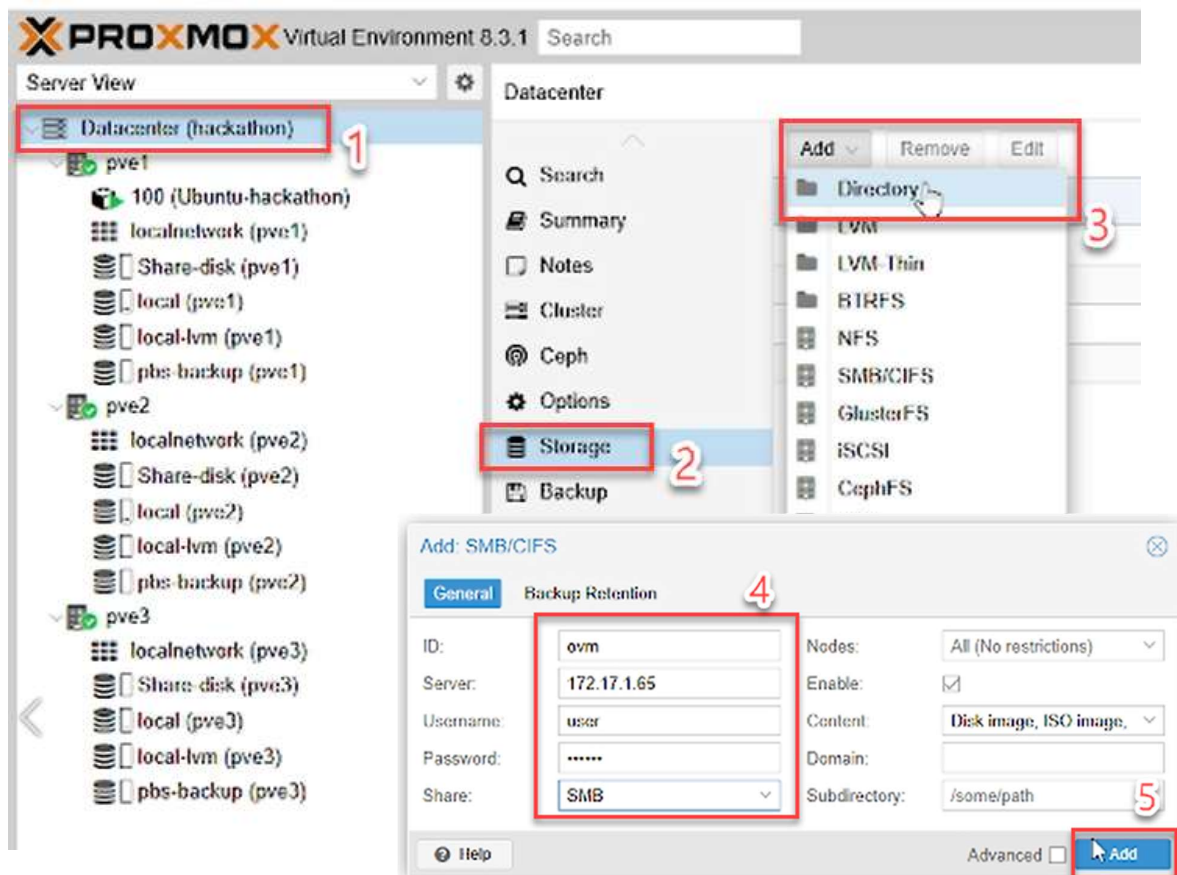 PROXMOX Virtual Environment 8.3.1 Search
Server View
Datacenter (hackathon)
1
pve1
100 (Ubuntu-hackathon)
localnetwork (pve1)
Share-disk (pve1)
local (pve1)
local-lvm (pve1)
pbs-backup (pve1)
pve2
localnetwork (pve2)
Share-disk (pve2)
local (pve2)
local-lvm (pve2)
pbs-backup (pve2)
pve3
localnetwork (pve3)
Share-disk (pve3)
local (pve3)
local-lvm (pve3)
pbs-backup (pve3)
Datacenter
Search
Summary
Notes
Cluster
Ceph
Options
Storage
2
Backup
Add Remove Edit
Directory
3
LVM
LVM-Thin
BTRFS
NFS
SMB/CIFS
GlusterFS
iSCSI
CephFS
Add: SMB/CIFS
General Backup Retention
4
ID: ovm Nodes: All (No restrictions)
Server: 172.17.1.65 Enable:
Username: user Content: Disk image, ISO image,
Password: •••••• Domain:
Share: SMB Subdirectory: /some/path
5
Help Advanced Add